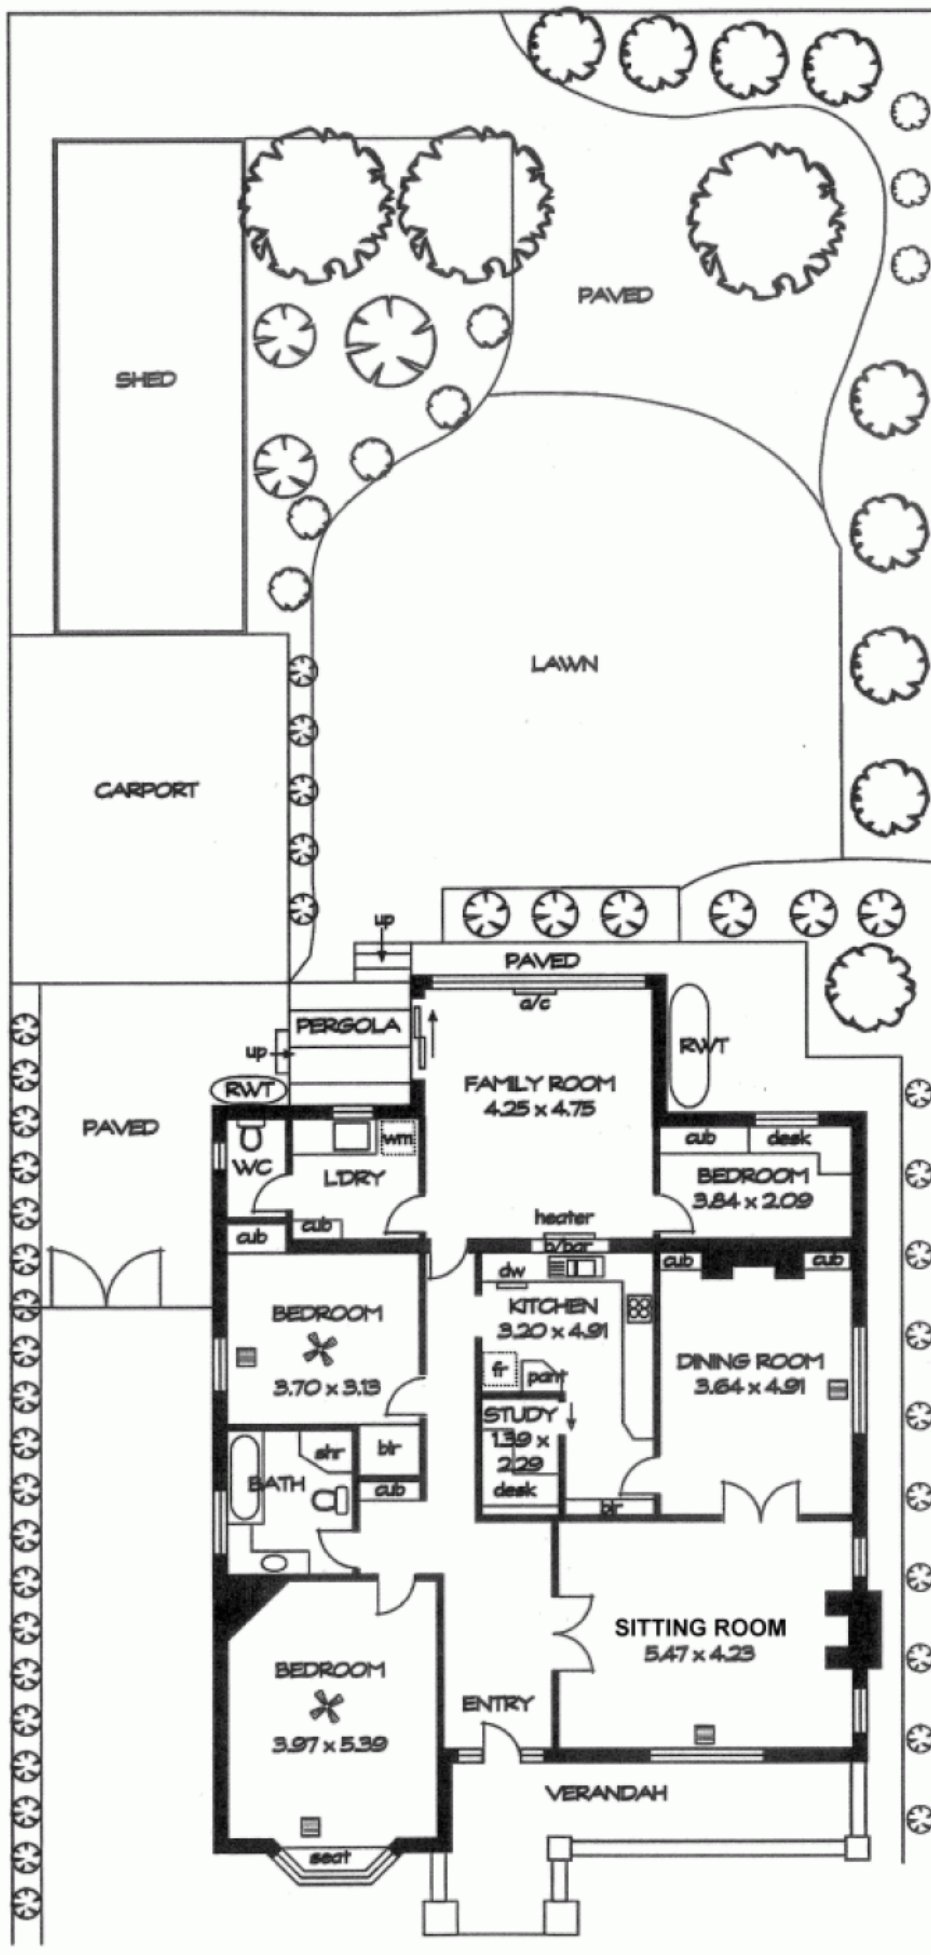 PAVED
SHED
LAWN
CARPORT
up
PAVED
a/c
PERGOLA
up
RWT
RWT
FAMILY ROOM
4.25 x 4.75
PAVED
WC
wm
L'DRY
cub
desk
BEDROOM
3.84 x 2.09
cub
cub
heater
b/bar
cub
cub
dw
KITCHEN
3.20 x 4.91
BEDROOM
3.70 x 3.13
fr
pant
DINING ROOM
3.64 x 4.91
STUDY
1.39 x
2.29
desk
shr
blr
BATH
cub
blr
SITTING ROOM
5.47 x 4.23
BEDROOM
3.97 x 5.39
ENTRY
VERANDAH
seat